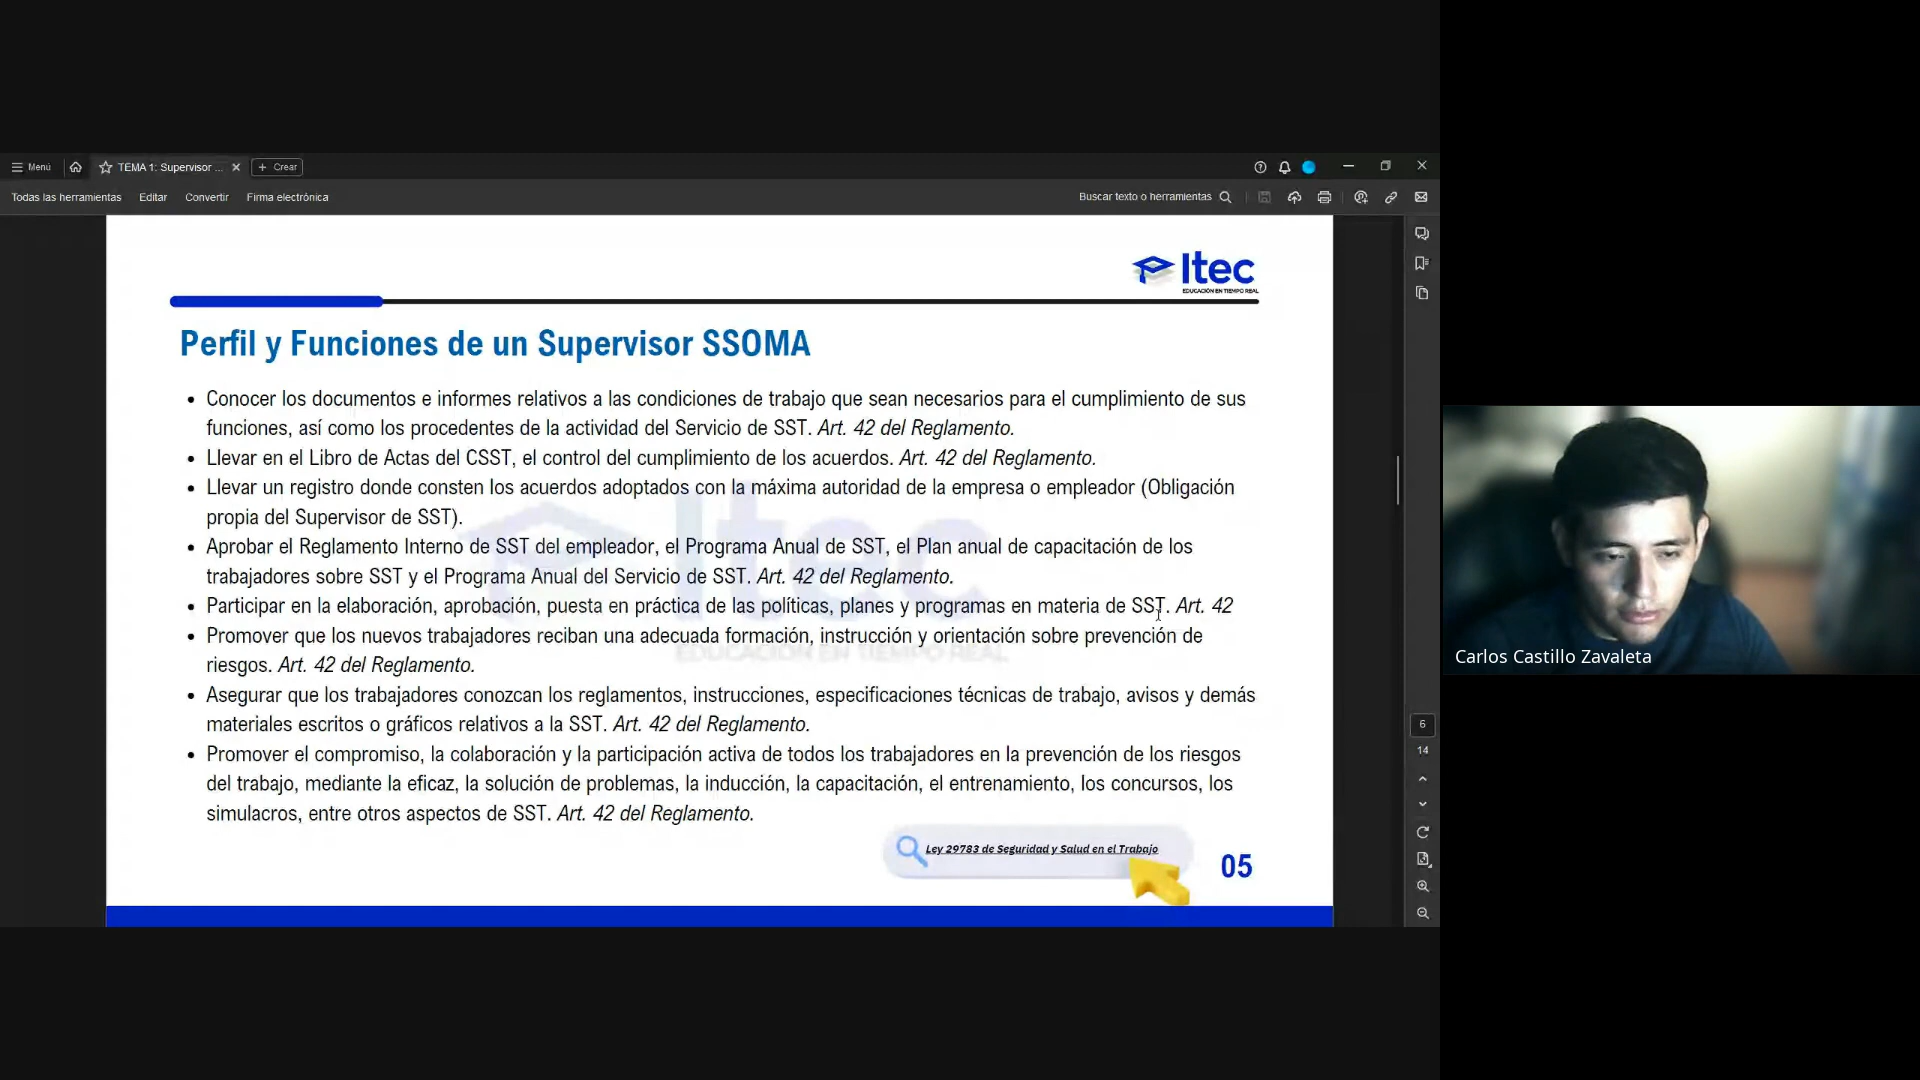 Menú
TEMA 1: Supervisor ...
Crear
Todas las herramientas
Editar
Convertir
Firma electrónica
Buscar texto o herramientas
Itec
EDUCACIÓN EN TIEMPO REAL
Perfil y Funciones de un Supervisor SSOMA
• Conocer los documentos e informes relativos a las condiciones de trabajo que sean necesarios para el cumplimiento de sus
funciones, así como los procedentes de la actividad del Servicio de SST. Art. 42 del Reglamento.
• Llevar en el Libro de Actas del CSST, el control del cumplimiento de los acuerdos. Art. 42 del Reglamento.
• Llevar un registro donde consten los acuerdos adoptados con la máxima autoridad de la empresa o empleador (Obligación
propia del Supervisor de SST).
• Aprobar el Reglamento Interno de SST del empleador, el Programa Anual de SST, el Plan anual de capacitación de los
trabajadores sobre SST y el Programa Anual del Servicio de SST. Art. 42 del Reglamento.
• Participar en la elaboración, aprobación, puesta en práctica de las políticas, planes y programas en materia de SST. Art. 42
• Promover que los nuevos trabajadores reciban una adecuada formación, instrucción y orientación sobre prevención de
riesgos. Art. 42 del Reglamento.
• Asegurar que los trabajadores conozcan los reglamentos, instrucciones, especificaciones técnicas de trabajo, avisos y demás
materiales escritos o gráficos relativos a la SST. Art. 42 del Reglamento.
• Promover el compromiso, la colaboración y la participación activa de todos los trabajadores en la prevención de los riesgos
del trabajo, mediante la eficaz, la solución de problemas, la inducción, la capacitación, el entrenamiento, los concursos, los
simulacros, entre otros aspectos de SST. Art. 42 del Reglamento.
Itec
EDUCACIÓN EN TIEMPO REAL
Ley 29783 de Seguridad y Salud en el Trabajo
05
6
14
Carlos Castillo Zavaleta